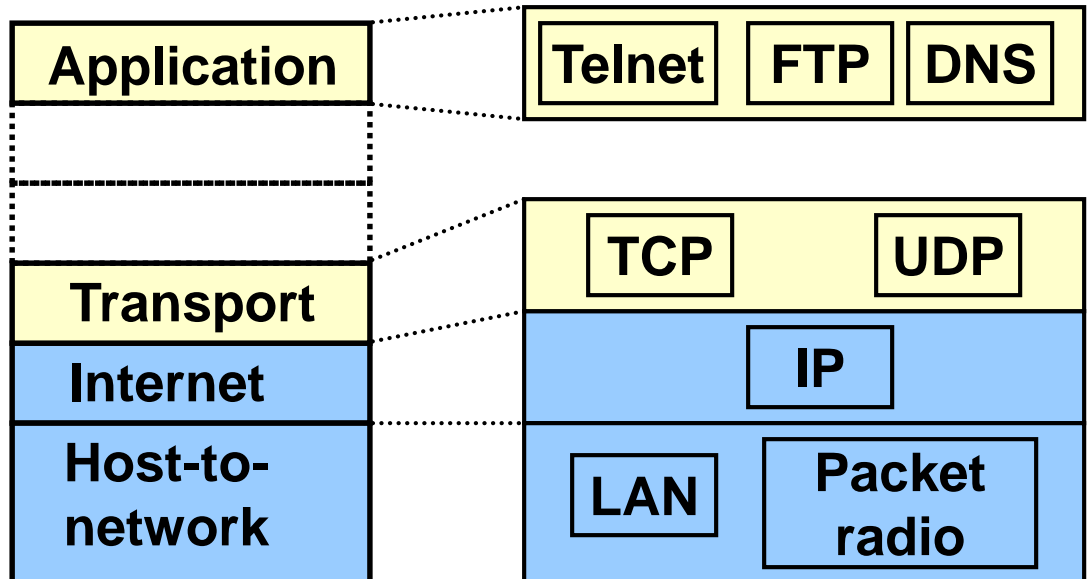 Application
Telnet FTP DNS
TCP UDP
Transport
Internet
IP
Host-to-
network
LAN
Packet
radio